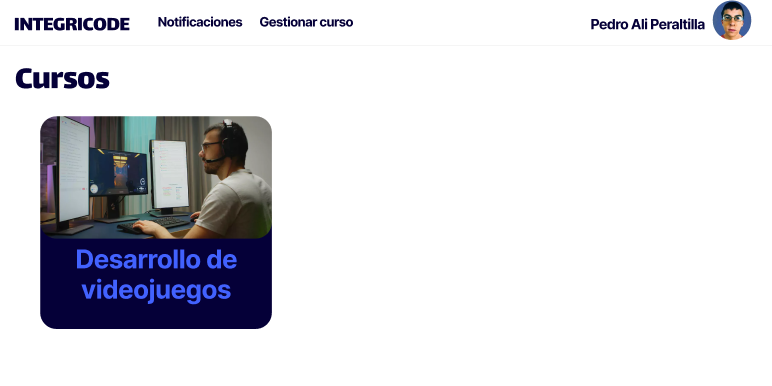 INTEGRICODE Notificaciones Gestionar curso Pedro Ali Peraltilla
Cursos
Desarrollo de
videojuegos